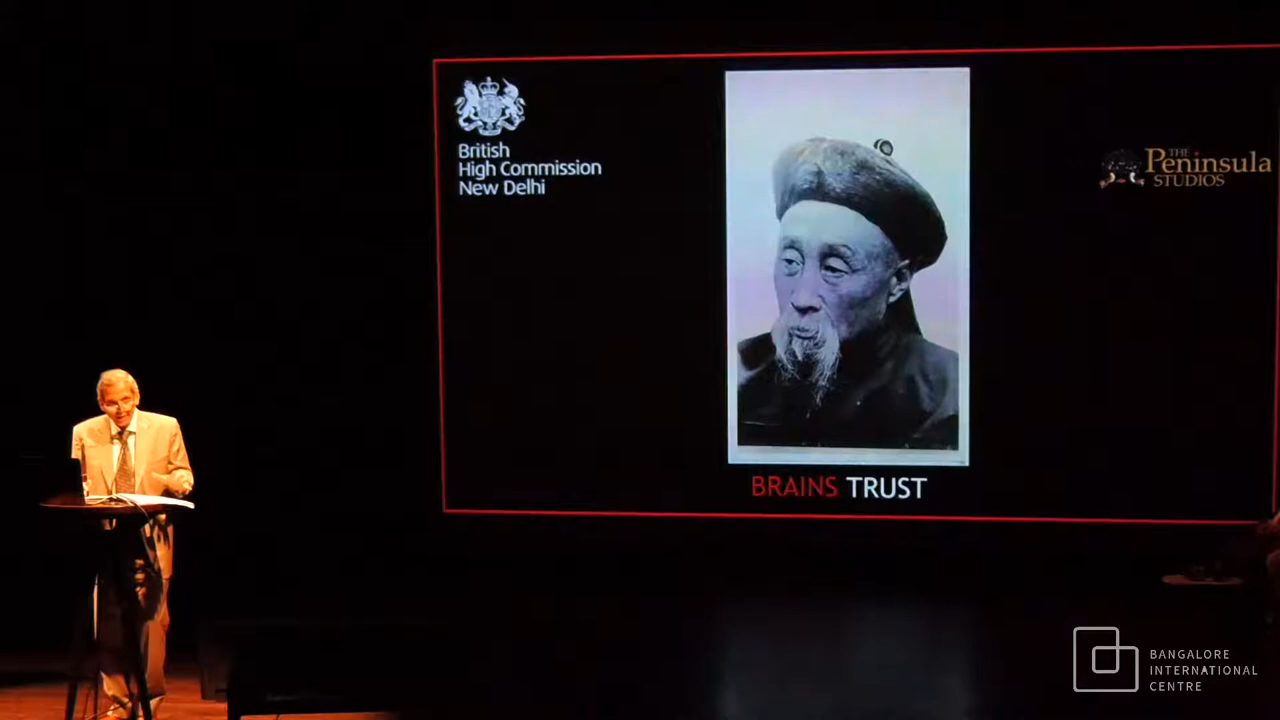 British
High Commission
New Delhi
THE
Peninsula
STUDIOS
BRAINS TRUST
BANGALORE
INTERNATIONAL
CENTRE